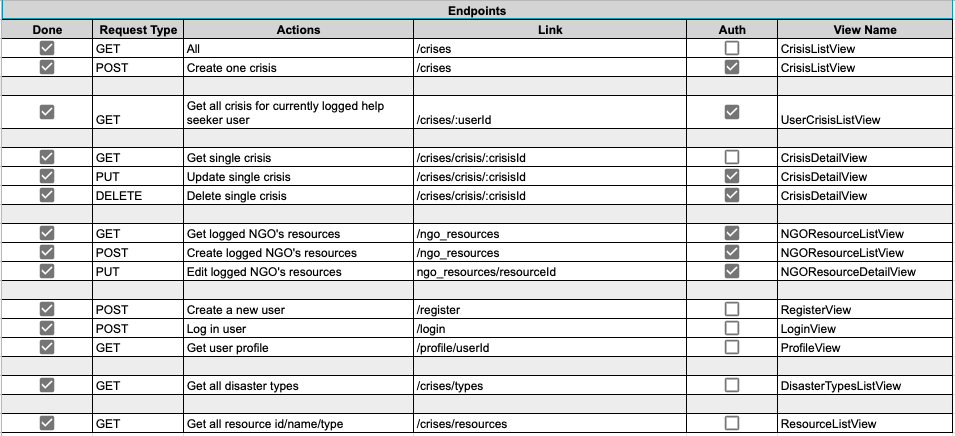 Endpoints
Done Request Type Actions Link Auth View Name
GET All /crises CrisisListView
POST Create one crisis /crises CrisisListView
Get all crisis for currently logged help
GET seeker user /crises/:userId UserCrisisListView
GET Get single crisis /crises/crisis/:crisisId CrisisDetailView
PUT Update single crisis /crises/crisis/:crisisId CrisisDetailView
DELETE Delete single crisis /crises/crisis/:crisisId CrisisDetailView
GET Get logged NGO's resources /ngo_resources NGOResourceListView
POST Create logged NGO's resources /ngo_resources NGOResourceListView
PUT Edit logged NGO's resources ngo_resources/resourceId NGOResourceDetailView
POST Create a new user /register RegisterView
POST Log in user /login LoginView
GET Get user profile /profile/userId ProfileView
GET Get all disaster types /crises/types DisasterTypesListView
GET Get all resource id/name/type /crises/resources ResourceListView